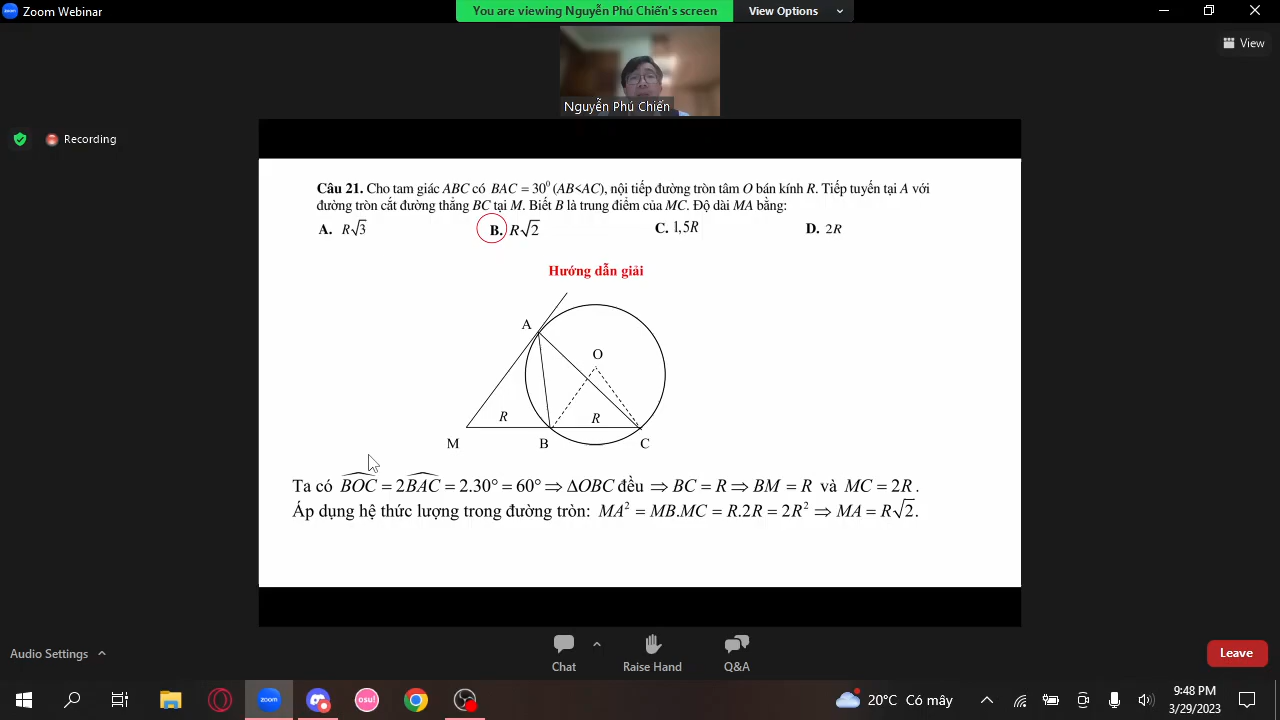 Zoom Webinar
You are viewing Nguyễn Phú Chiến's screen
View Options
View
Nguyễn Phú Chiến
Recording
Câu 21. Cho tam giác ABC có BAC = 30⁰ (AB<AC), nội tiếp đường tròn tâm O bán kính R. Tiếp tuyến tại A với
đường tròn cắt đường thẳng BC tại M. Biết B là trung điểm của MC. Độ dài MA bằng:
A. R√3 B. R√2 C. 1,5R D. 2R
Hướng dẫn giải
A
O
R R
M B C
Ta có BOC = 2BAC = 2.30° = 60° ⇒ ΔOBC đều ⇒ BC = R ⇒ BM = R và MC = 2R.
Áp dụng hệ thức lượng trong đường tròn: MA² = MB.MC = R.2R = 2R² ⇒ MA = R√2.
Audio Settings
Chat
Raise Hand
Q&A
Leave
zoom
osu!
20°C Có mây
9:48 PM
3/29/2023